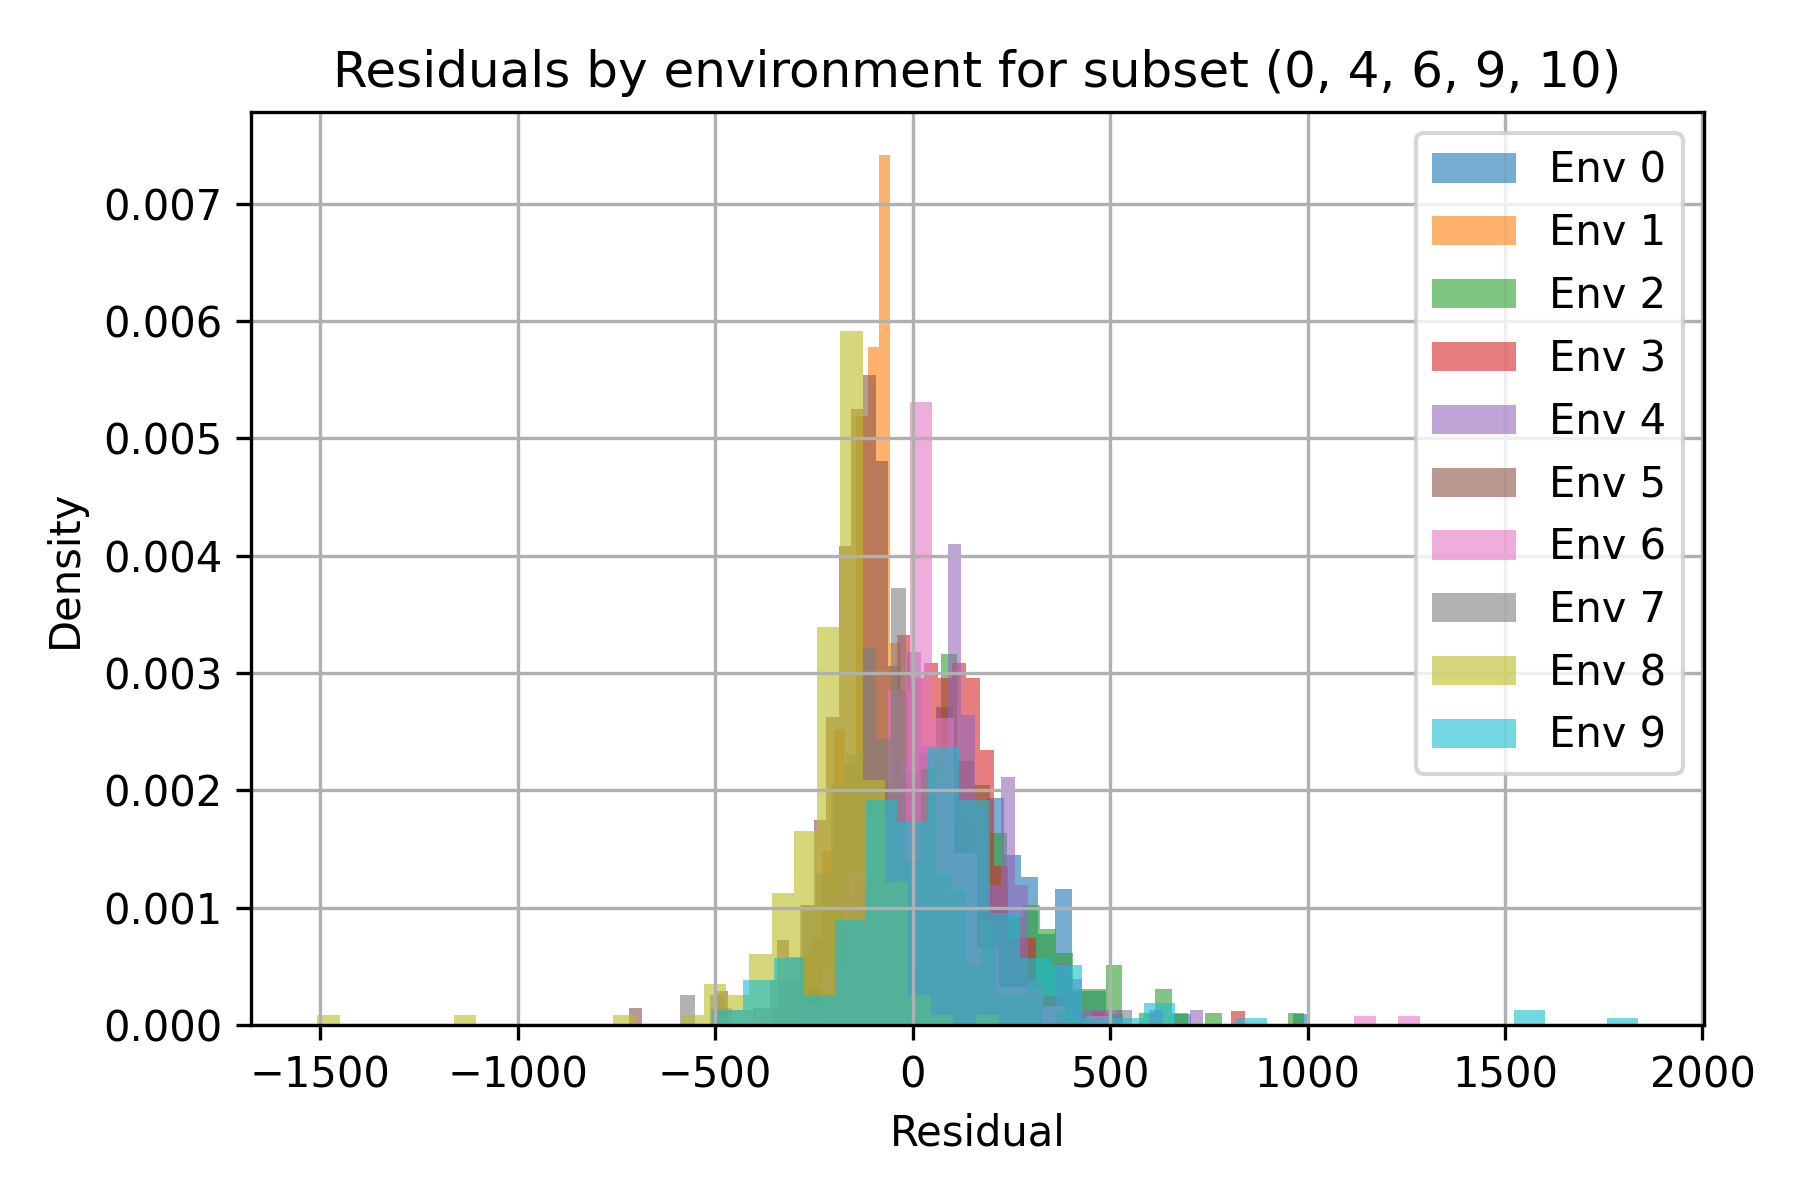 Residuals by environment for subset (0, 4, 6, 9, 10)
Env 0
Env 1
Env 2
Env 3
Env 4
Env 5
Env 6
Env 7
Env 8
Env 9
Density
0.007
0.006
0.005
0.004
0.003
0.002
0.001
0.000
−1500 −1000 −500 0 500 1000 1500 2000
Residual